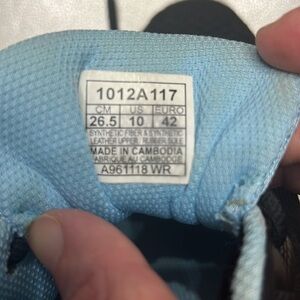 1012A117
CM US EURO
26.5 10 42
SYNTHETIC FIBER & SYNTHETIC
LEATHER UPPER. RUBBER SOLE
MADE IN CAMBODIA
FABRIQUE AU CAMBODGE
A961118 WR